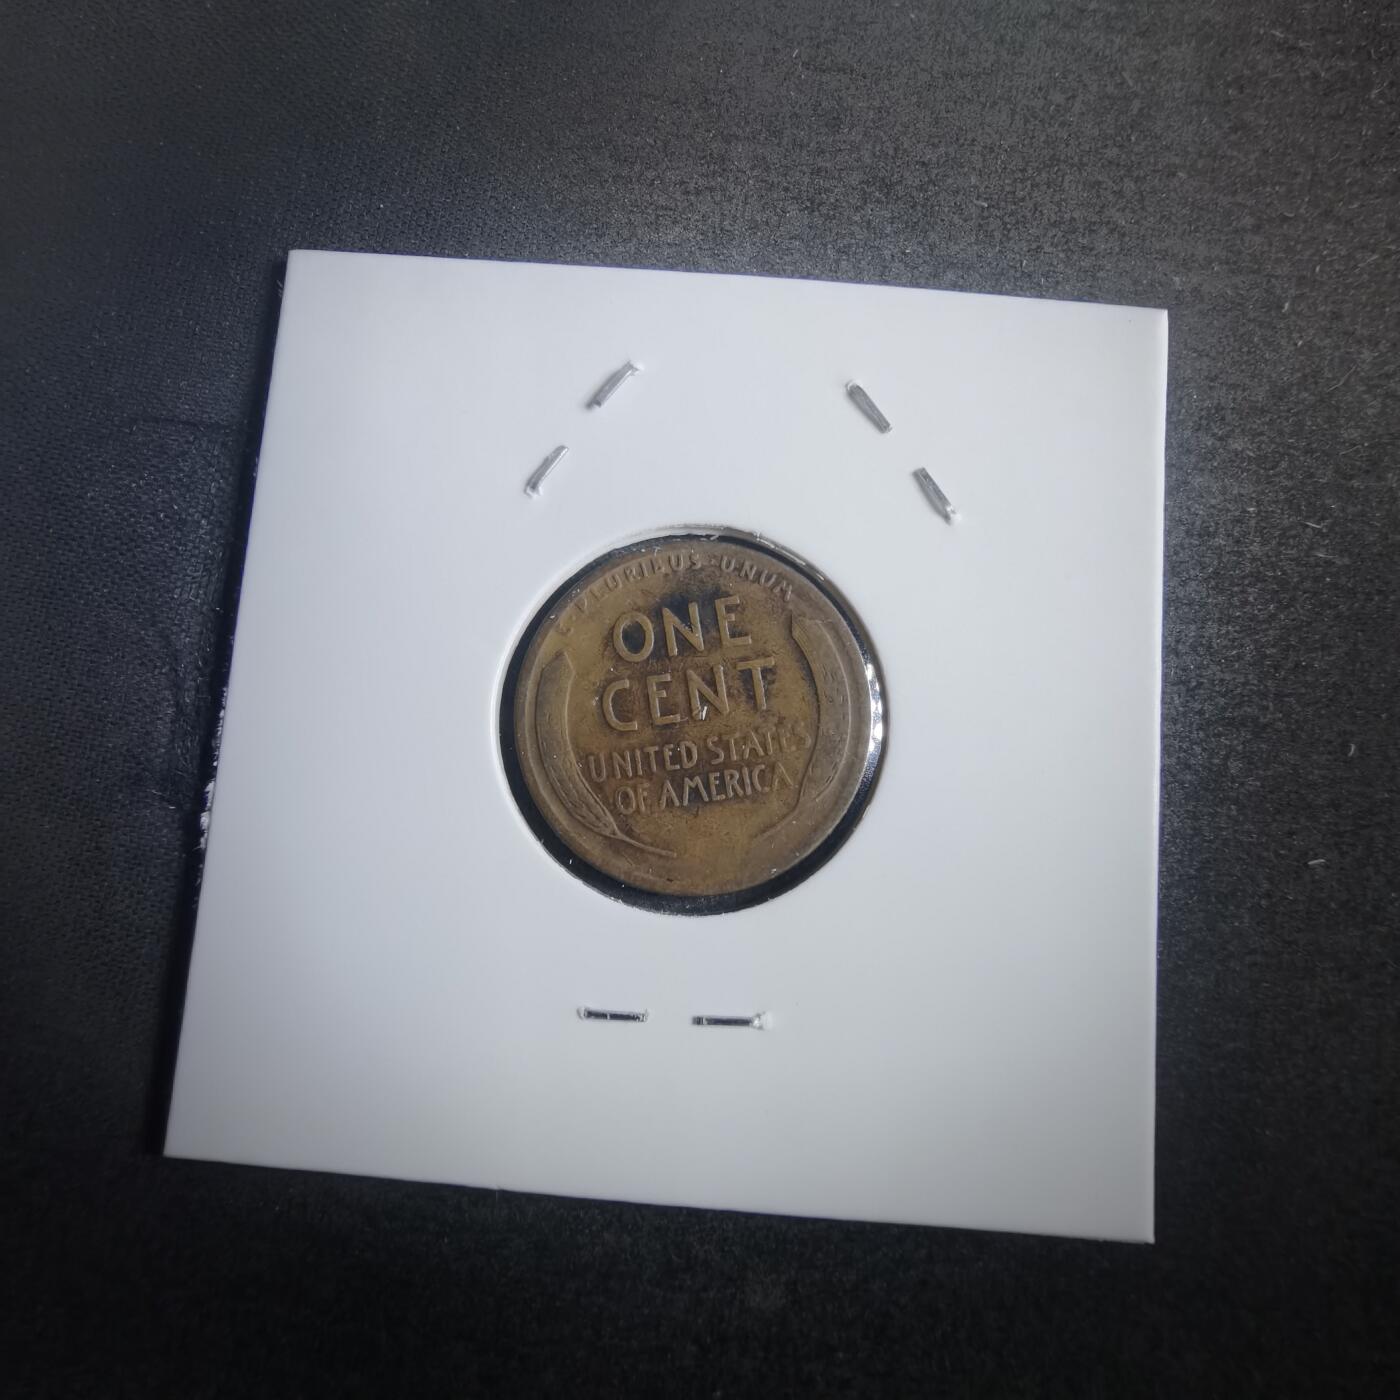 E·PLURIBUS·UNUM
ONE
CENT
UNITED STATES
OF AMERICA